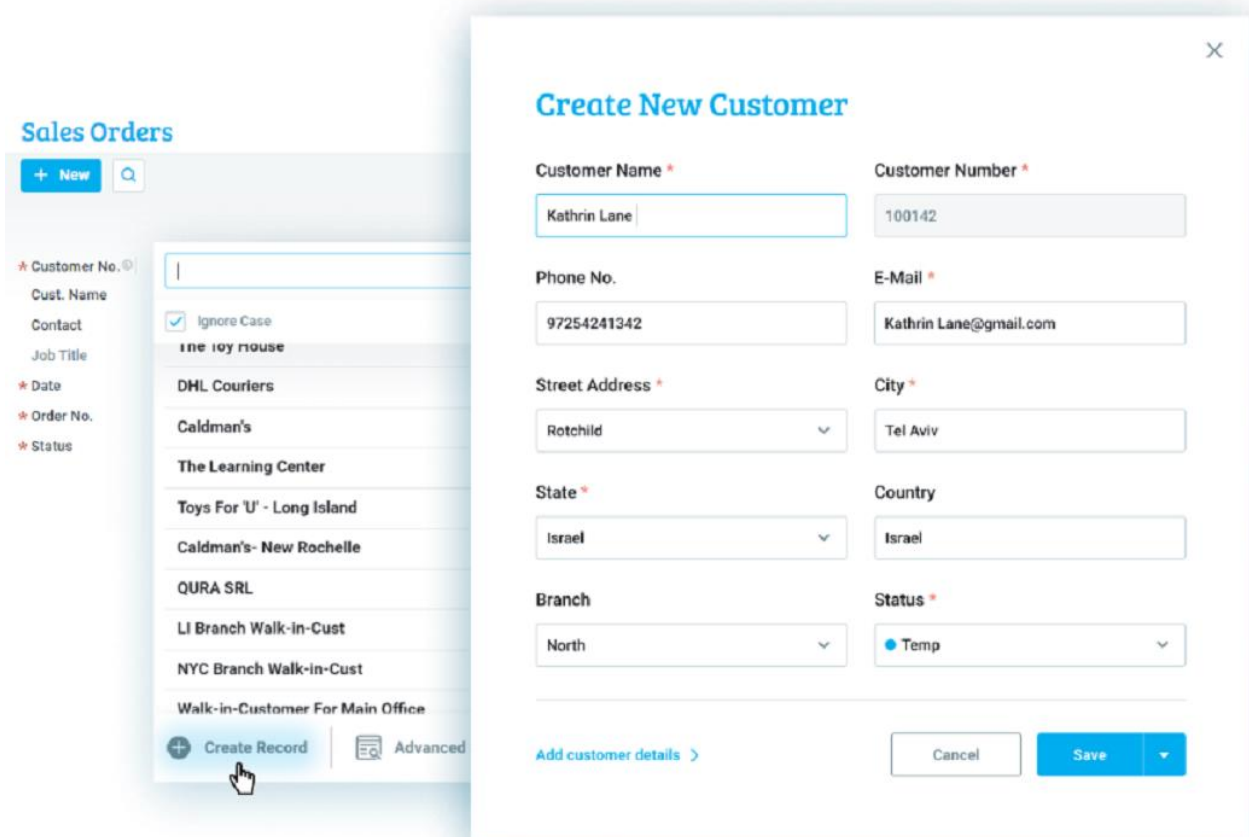 Sales Orders
+ New
* Customer No.
Cust. Name
Contact
Job Title
* Date
* Order No.
* Status
Ignore Case
The Toy House
DHL Couriers
Caldman's
The Learning Center
Toys For 'U' - Long Island
Caldman's- New Rochelle
QURA SRL
LI Branch Walk-in-Cust
NYC Branch Walk-in-Cust
Walk-in-Customer For Main Office
Create Record
Advanced
Create New Customer
Customer Name *
Customer Number *
Kathrin Lane
100142
Phone No.
E-Mail *
97254241342
Kathrin Lane@gmail.com
Street Address *
City *
Rotchild
Tel Aviv
State *
Country
Israel
Israel
Branch
Status *
North
Temp
Add customer details >
Cancel
Save